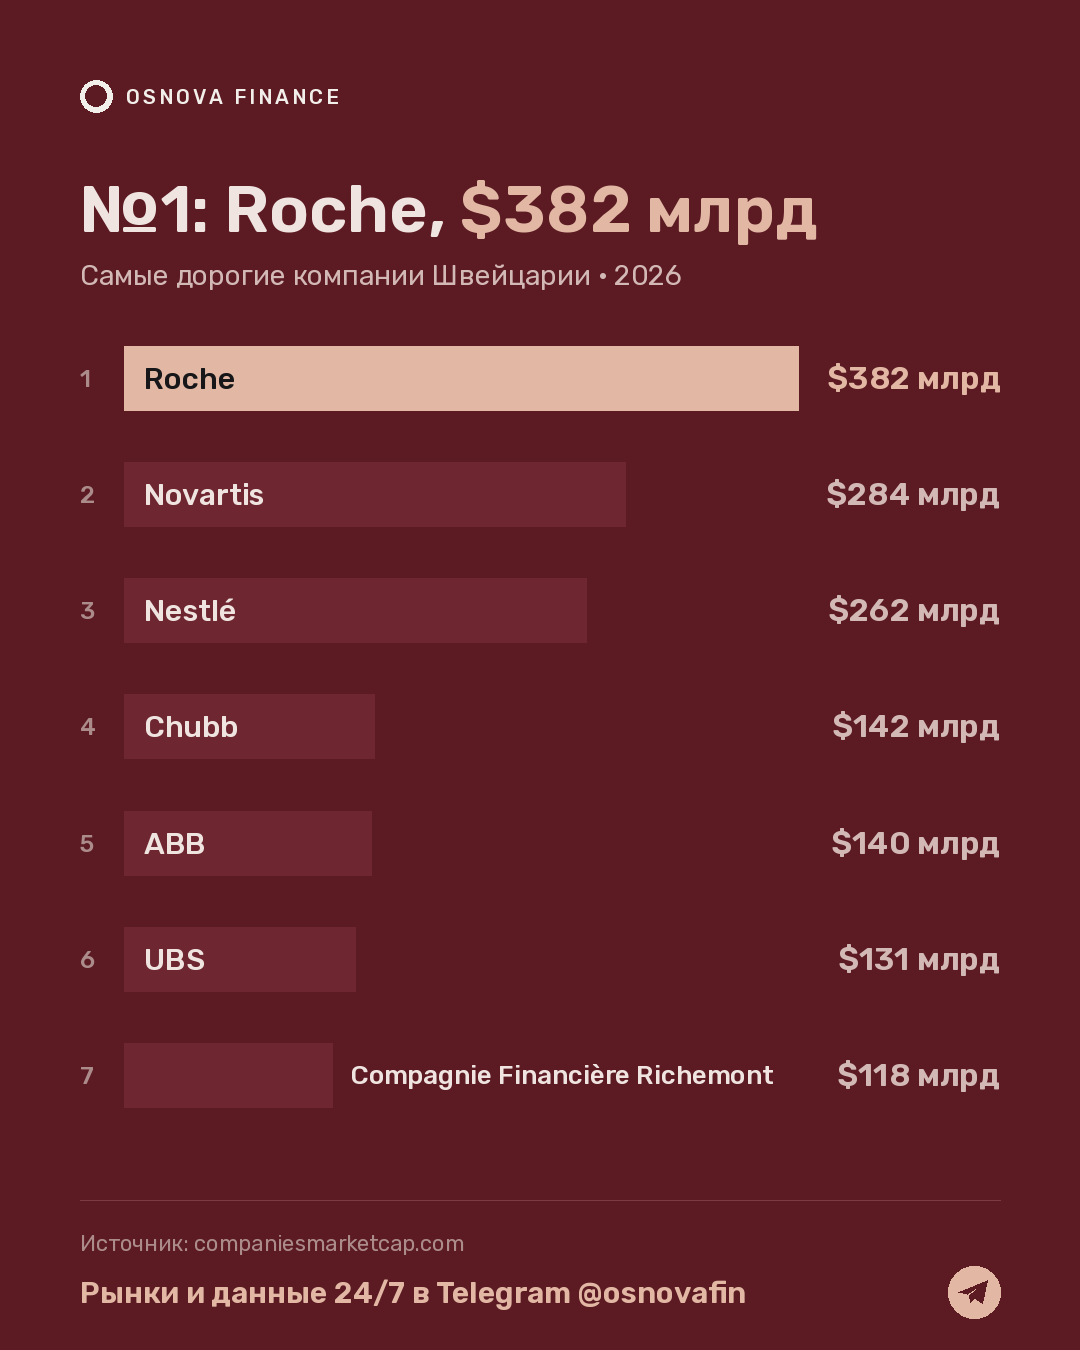 OSNOVA FINANCE
№1: Roche, $382 млрд
Самые дорогие компании Швейцарии • 2026
1 Roche $382 млрд
2 Novartis $284 млрд
3 Nestlé $262 млрд
4 Chubb $142 млрд
5 ABB $140 млрд
6 UBS $131 млрд
7 Compagnie Financière Richemont $118 млрд
Источник: companiesmarketcap.com
Рынки и данные 24/7 в Telegram @osnovafin